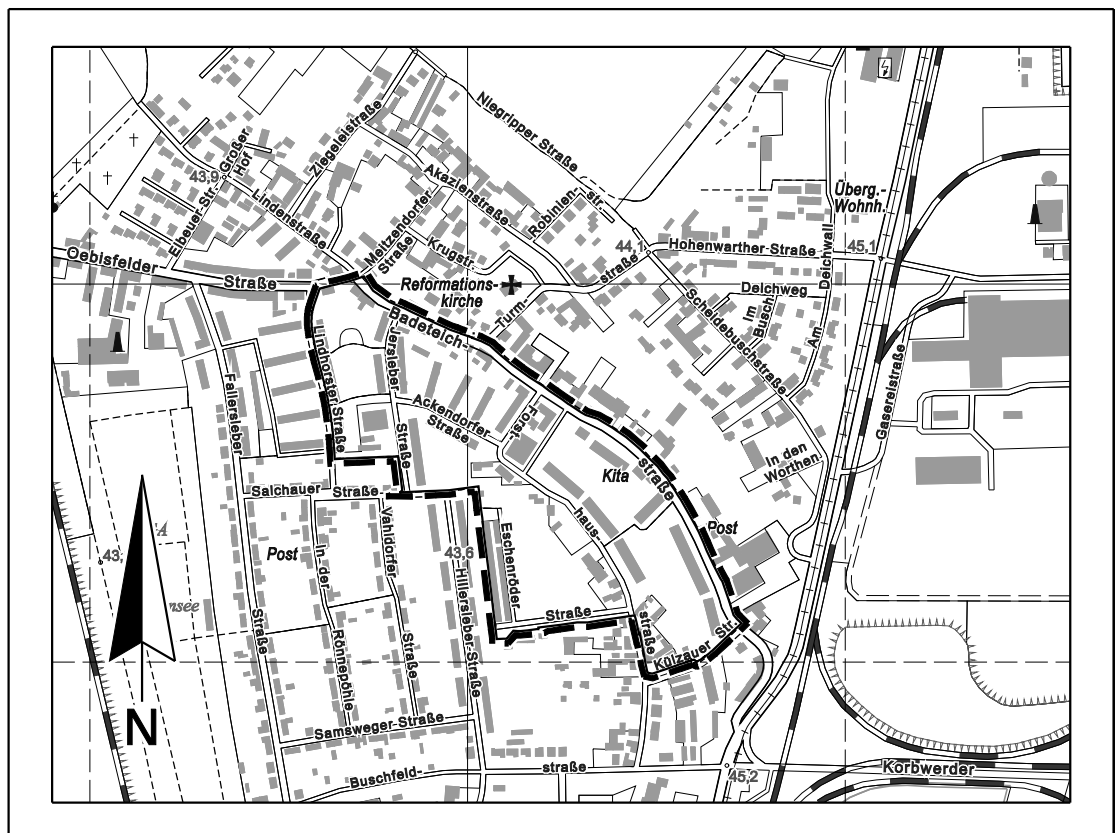 Niegripper Straße
Ziegeleistraße
Großer
Hof
43,9
Akazienstraße
Robinien-
str.
Überg.-
Wohnh.
Elbeuer Str.
Lindenstraße
Meitzendorfer
Straße
Krugstr.
44,1
Hohenwarther-Straße
45,1
Oebisfelder
Straße
Reformations-
kirche
Turm-
straße
Deichweg
Im
Busch
Am
Deichwall
Scheidebuschstraße
Gasereistraße
Badeteich-
straße
Lindhorster-Straße
Jersleber
Straße
Fallersleber
Straße
Ackendorfer
Straße
Forst-
haus-
straße
In den
Worthen
Kita
Salchauer Straße
Post
Post
In-der
Rönnepöhle
Vahldorfer
Straße
43,6
Hillersleber-Straße
Eschenröder
Straße
43,
nsee
Külzauer Str.
Samsweger-Straße
Buschfeld-
straße
45,2
Korbwerder
N